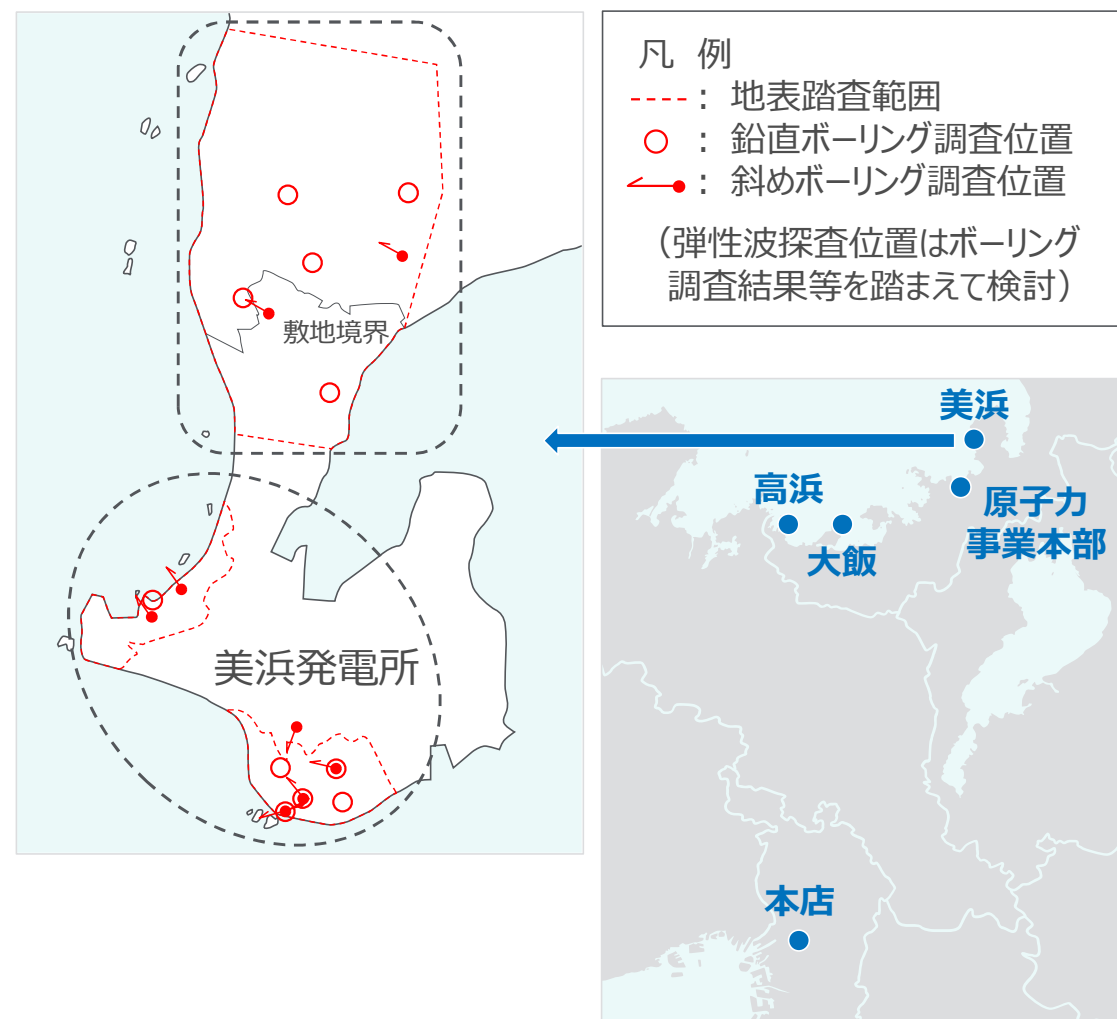 凡 例
： 地表踏査範囲
： 鉛直ボーリング調査位置
： 斜めボーリング調査位置
（弾性波探査位置はボーリング
調査結果等を踏まえて検討）
敷地境界
美浜発電所
美浜
高浜
大飯
原子力
事業本部
本店